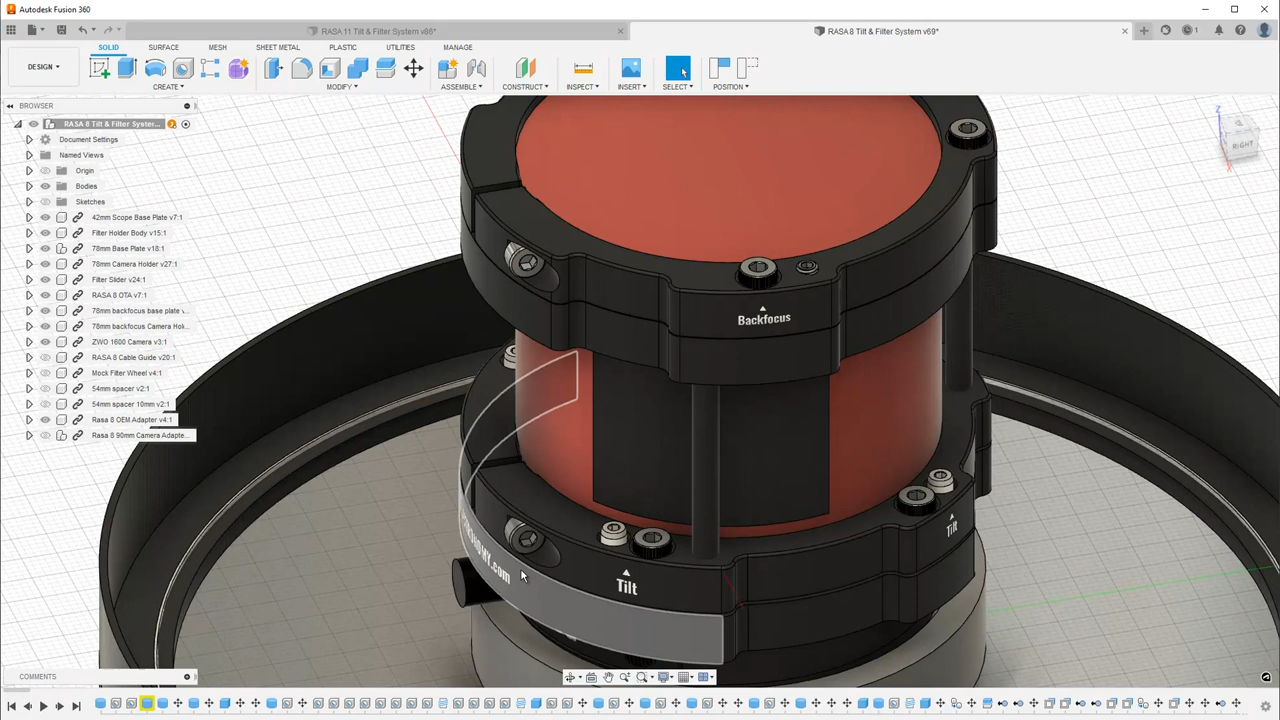 Autodesk Fusion 360
RASA 11 Tilt & Filter System v86*
RASA 8 Tilt & Filter System v69*
1
SOLID
SURFACE
MESH
SHEET METAL
PLASTIC
UTILITIES
MANAGE
DESIGN
CREATE
MODIFY
ASSEMBLE
CONSTRUCT
INSPECT
INSERT
SELECT
POSITION
BROWSER
RASA 8 Tilt & Filter Syster...
Document Settings
Named Views
Origin
Bodies
Sketches
42mm Scope Base Plate v7:1
Filter Holder Body v15:1
78mm Base Plate v18:1
78mm Camera Holder v27:1
Filter Slider v24:1
RASA 8 OTA v7:1
78mm backfocus base plate v...
78mm backfocus Camera Hol...
ZWO 1600 Camera v3:1
RASA 8 Cable Guide v20:1
Mock Filter Wheel v4:1
54mm spacer v2:1
54mm spacer 10mm v2:1
Rasa 8 OEM Adapter v4:1
Rasa 8 90mm Camera Adapte...
Z
RIGHT
X
Backfocus
Tilt
.com
Tilt
COMMENTS